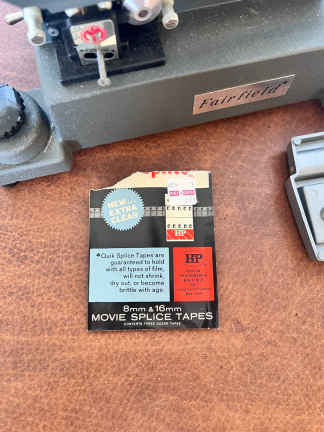 Fairfield
NEW...
EXTRA
CLEAR
HP
Quik Splice Tapes are
guaranteed to hold
with all types of film,
will not shrink,
dry out, or become
brittle with age.
HP
8mm & 16mm
MOVIE SPLICE TAPES